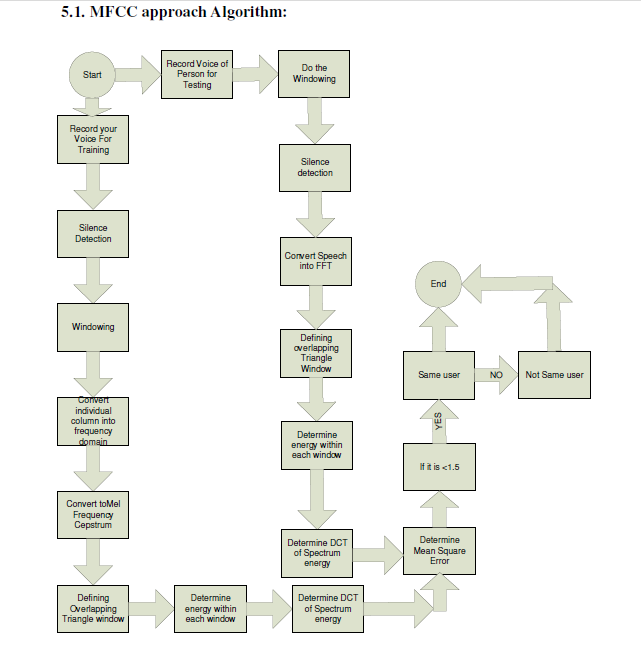 5.1. MFCC approach Algorithm:
Start
Record Voice of
Person for
Testing
Do the
Windowing
Record your
Voice For
Training
Silence
detection
Silence
Detection
Convert Speech
into FFT
End
Windowing
Defining
overlapping
Triangle
Window
Same user
NO
Not Same user
Convert
individual
column into
frequency
domain
YES
Determine
energy within
each window
If it is <1.5
Convert toMel
Frequency
Cepstrum
Determine DCT
of Spectrum
energy
Determine
Mean Square
Error
Defining
Overlapping
Triangle window
Determine
energy within
each window
Determine DCT
of Spectrum
energy